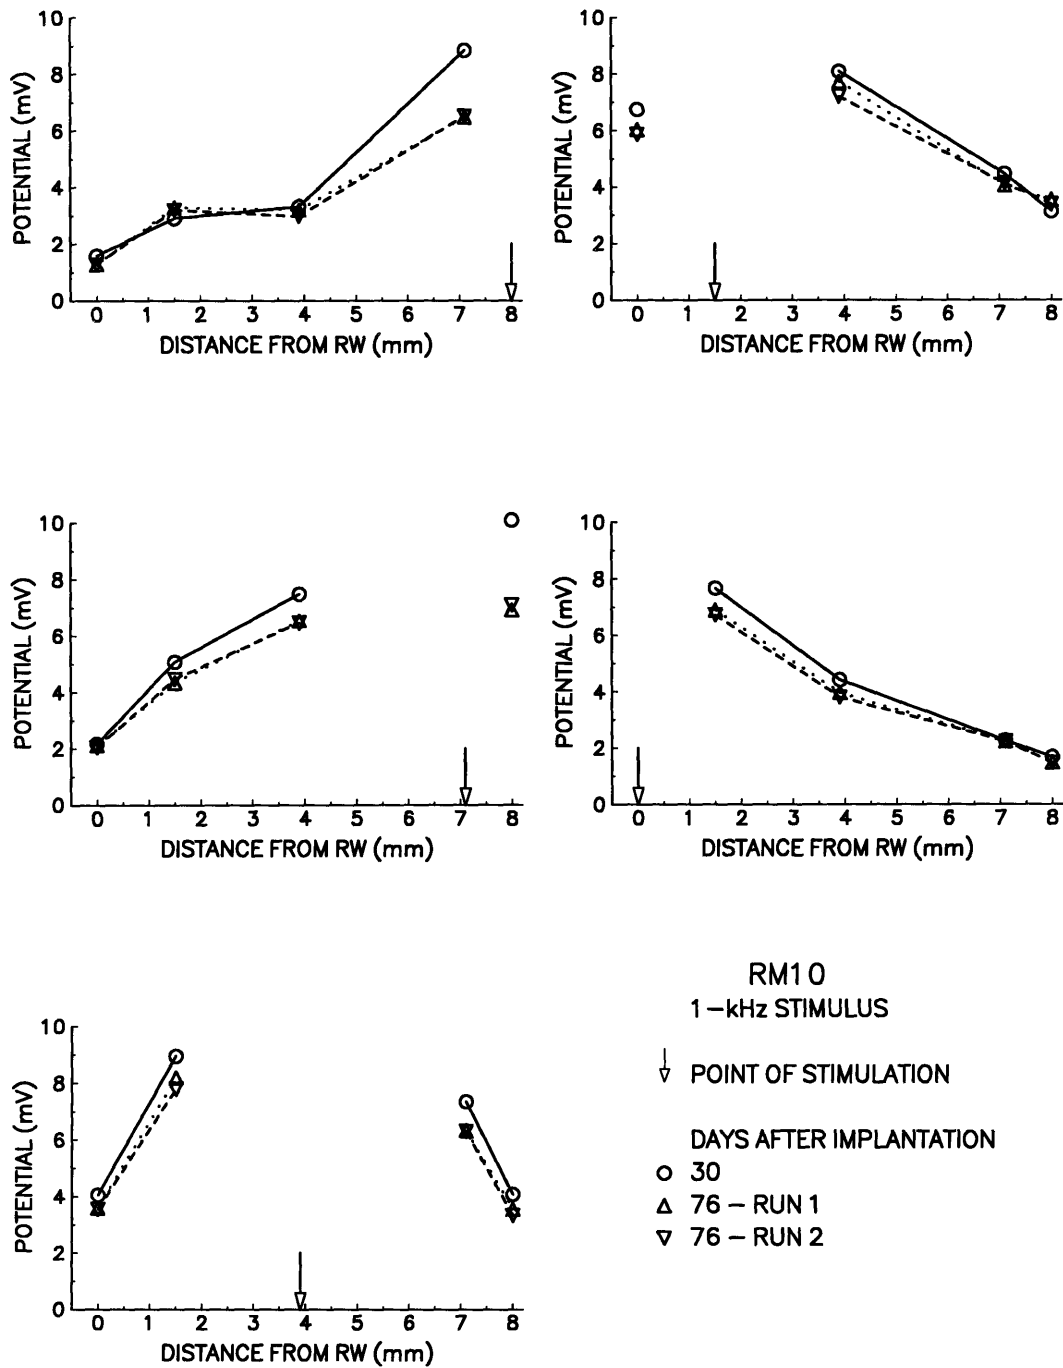 10
8
6
4
2
0
POTENTIAL (mV)
0 1 2 3 4 5 6 7 8
DISTANCE FROM RW (mm)
10
8
6
4
2
0
POTENTIAL (mV)
0 1 2 3 4 5 6 7 8
DISTANCE FROM RW (mm)
10
8
6
4
2
0
POTENTIAL (mV)
0 1 2 3 4 5 6 7 8
DISTANCE FROM RW (mm)
10
8
6
4
2
0
POTENTIAL (mV)
0 1 2 3 4 5 6 7 8
DISTANCE FROM RW (mm)
10
8
6
4
2
0
POTENTIAL (mV)
0 1 2 3 4 5 6 7 8
DISTANCE FROM RW (mm)
RM10
1-kHz STIMULUS
POINT OF STIMULATION
DAYS AFTER IMPLANTATION
30
76 - RUN 1
76 - RUN 2